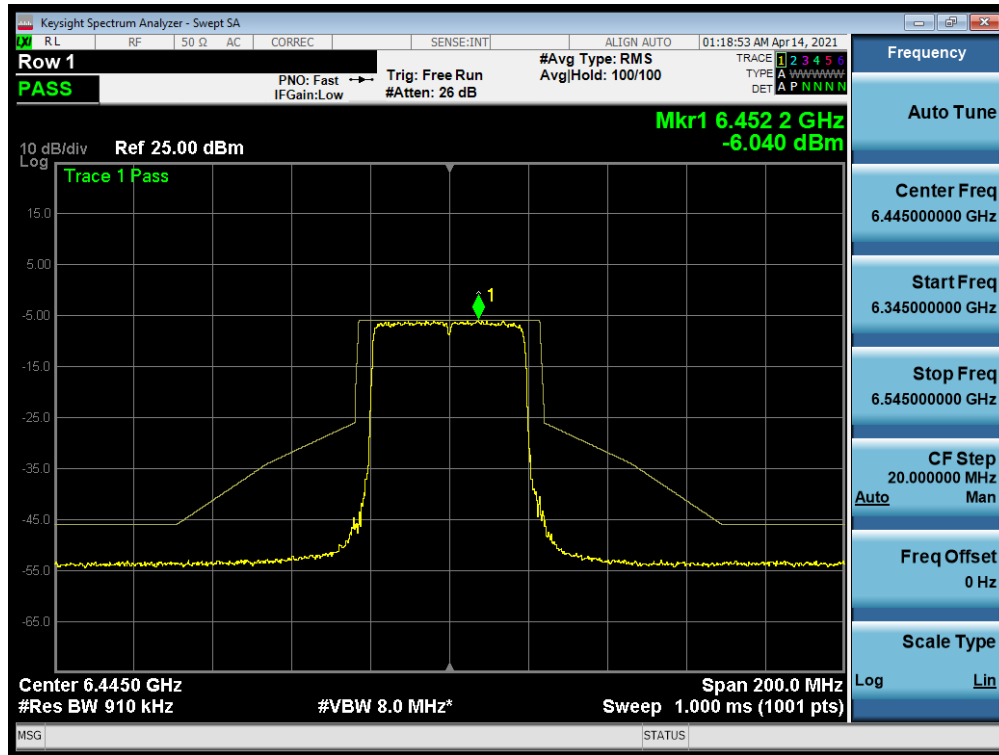 Keysight Spectrum Analyzer - Swept SA
LXI RL RF 50 Ω AC CORREC SENSE:INT ALIGN AUTO 01:18:53 AM Apr 14, 2021
Row 1
PASS
PNO: Fast
IFGain:Low
Trig: Free Run
#Atten: 26 dB
#Avg Type: RMS
Avg|Hold: 100/100
TRACE 1 2 3 4 5 6
TYPE A WWWWW
DET A P N N N N
Mkr1 6.452 2 GHz
-6.040 dBm
10 dB/div Ref 25.00 dBm
Log
Trace 1 Pass
15.0
5.00
1
-5.00
-15.0
-25.0
-35.0
-45.0
-55.0
-65.0
Center 6.4450 GHz Span 200.0 MHz
#Res BW 910 kHz #VBW 8.0 MHz* Sweep 1.000 ms (1001 pts)
MSG STATUS
Frequency
Auto Tune
Center Freq
6.445000000 GHz
Start Freq
6.345000000 GHz
Stop Freq
6.545000000 GHz
CF Step
20.000000 MHz
Auto Man
Freq Offset
0 Hz
Scale Type
Log Lin